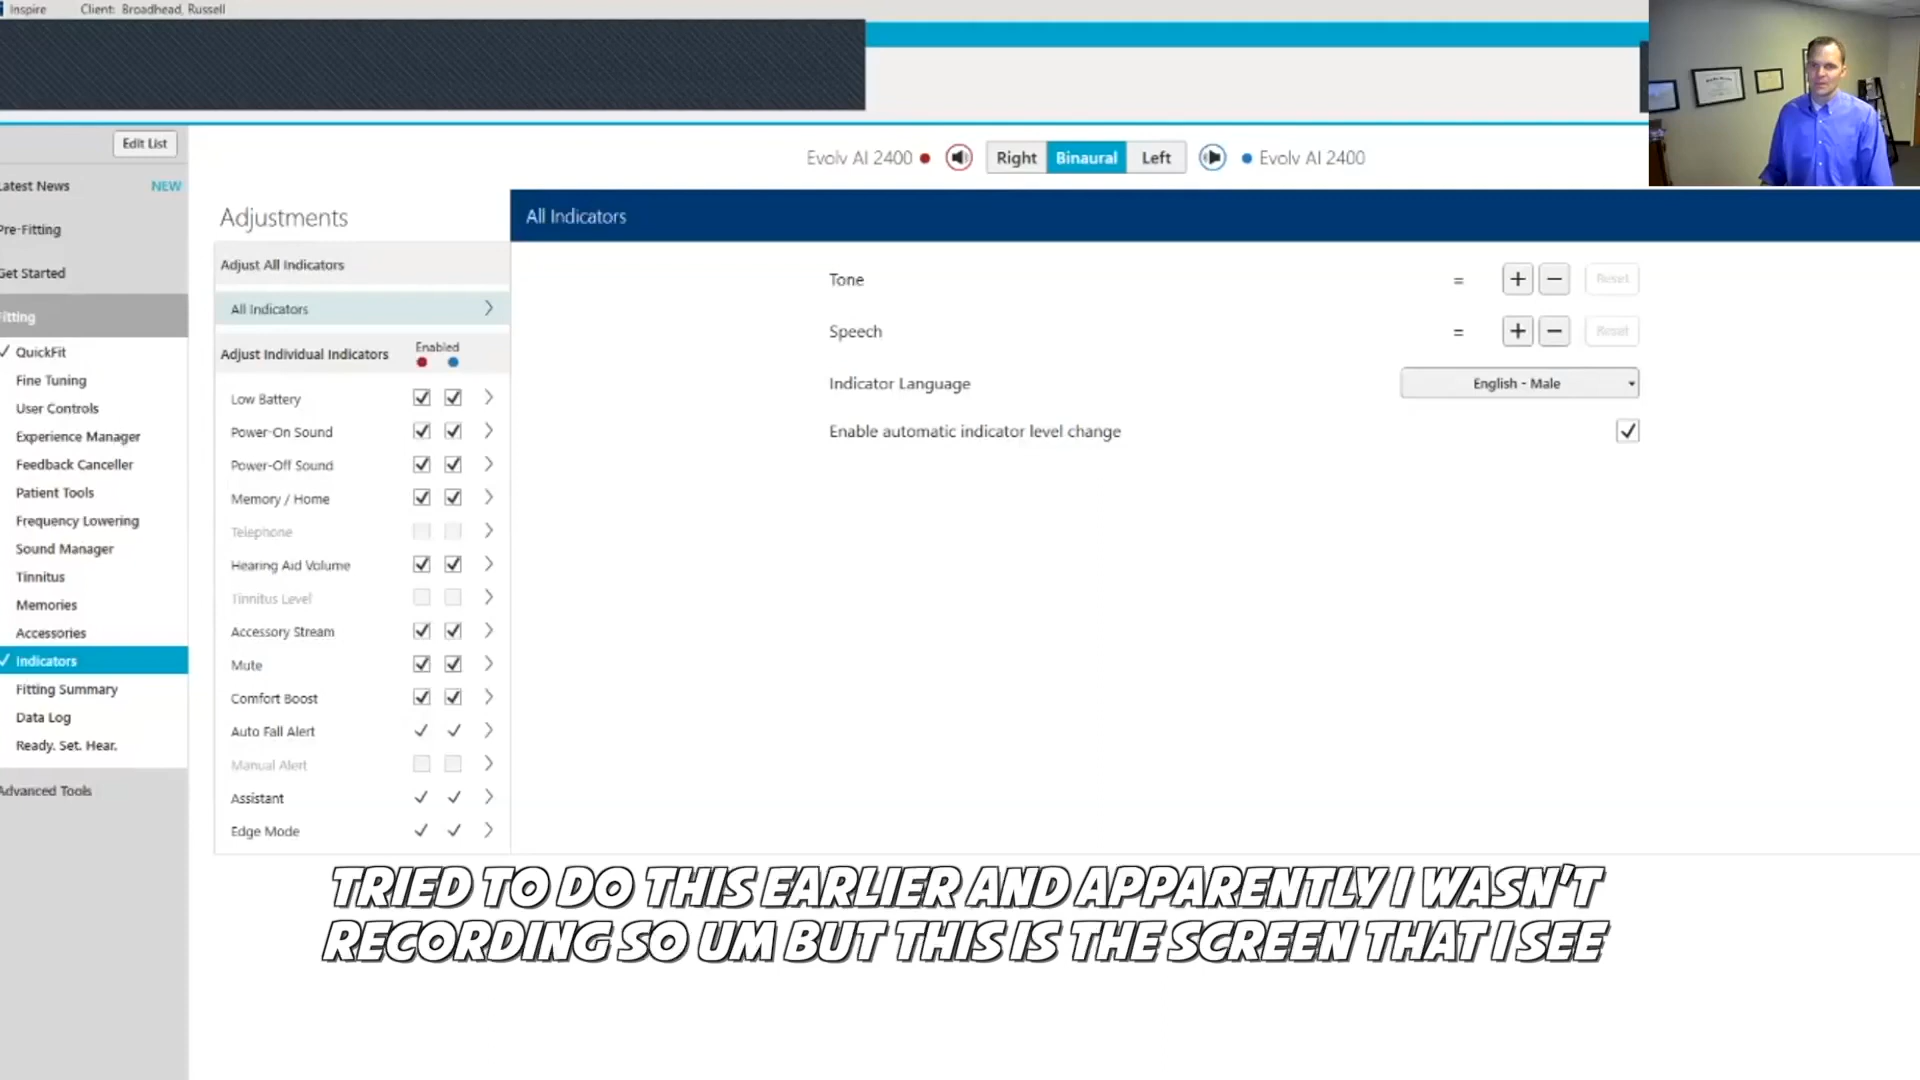 Inspire Client: Broadhead, Russell
Edit List
Latest News NEW
Pre-Fitting
Get Started
Fitting
QuickFit
Fine Tuning
User Controls
Experience Manager
Feedback Canceller
Patient Tools
Frequency Lowering
Sound Manager
Tinnitus
Memories
Accessories
Indicators
Fitting Summary
Data Log
Ready. Set. Hear.
Advanced Tools
Evolv AI 2400 Right Binaural Left Evolv AI 2400
Adjustments
Adjust All Indicators
All Indicators
Adjust Individual Indicators Enabled
Low Battery
Power-On Sound
Power-Off Sound
Memory / Home
Telephone
Hearing Aid Volume
Tinnitus Level
Accessory Stream
Mute
Comfort Boost
Auto Fall Alert
Manual Alert
Assistant
Edge Mode
All Indicators
Tone = + − Reset
Speech = + − Reset
Indicator Language English - Male
Enable automatic indicator level change
TRIED TO DO THIS EARLIER AND APPARENTLY I WASN'T
RECORDING SO UM BUT THIS IS THE SCREEN THAT I SEE